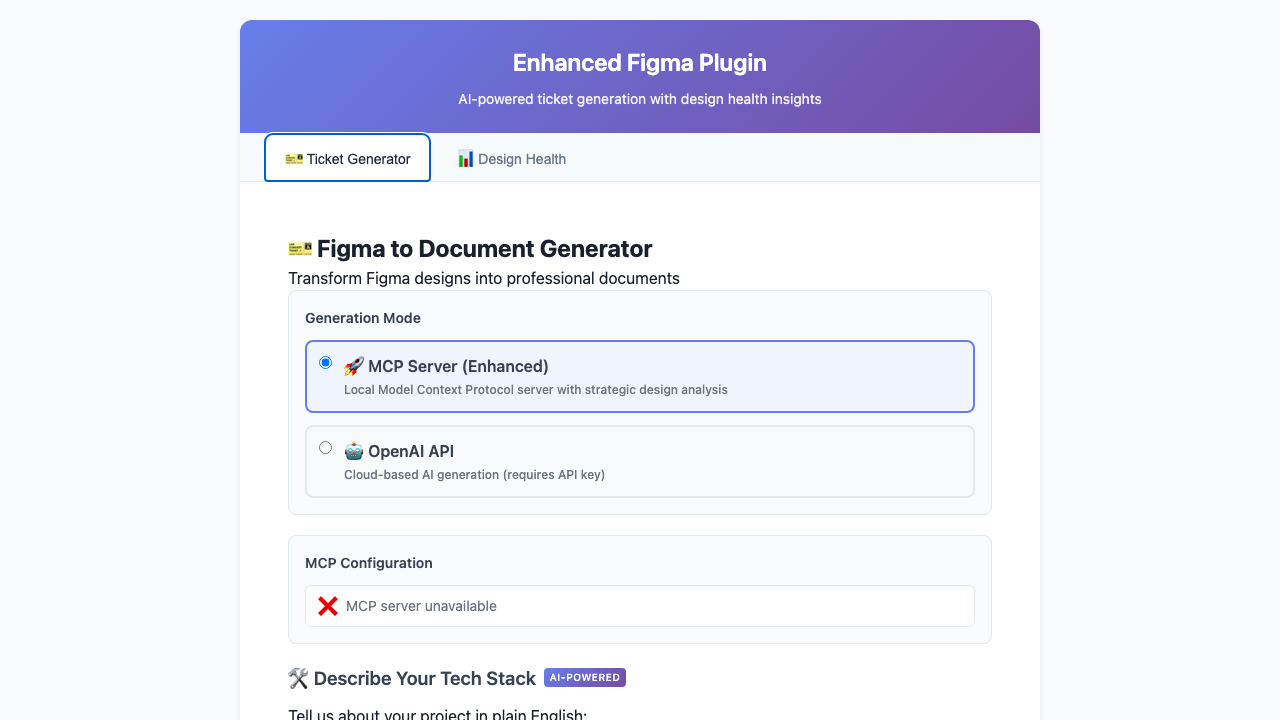 Enhanced Figma Plugin
AI-powered ticket generation with design health insights
🎫 Ticket Generator
📊 Design Health
🎫 Figma to Document Generator
Transform Figma designs into professional documents
Generation Mode
🚀 MCP Server (Enhanced)
Local Model Context Protocol server with strategic design analysis
🤖 OpenAI API
Cloud-based AI generation (requires API key)
MCP Configuration
❌ MCP server unavailable
🛠️ Describe Your Tech Stack AI-POWERED
Tell us about your project in plain English: